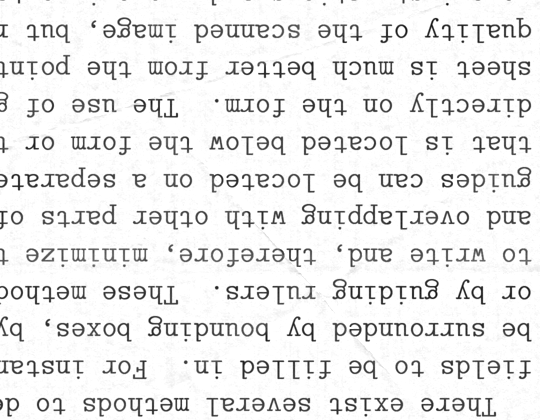 There exist several methods to de
fields to be filled in. For instan
be surrounded by bounding boxes, by
or by guiding rulers. These method
to write and, therefore, minimize t
and overlapping with other parts of
guides can be located on a separate
that is located below the form or t
directly on the form. The use of g
sheet is much better from the point
quality of the scanned image, but r